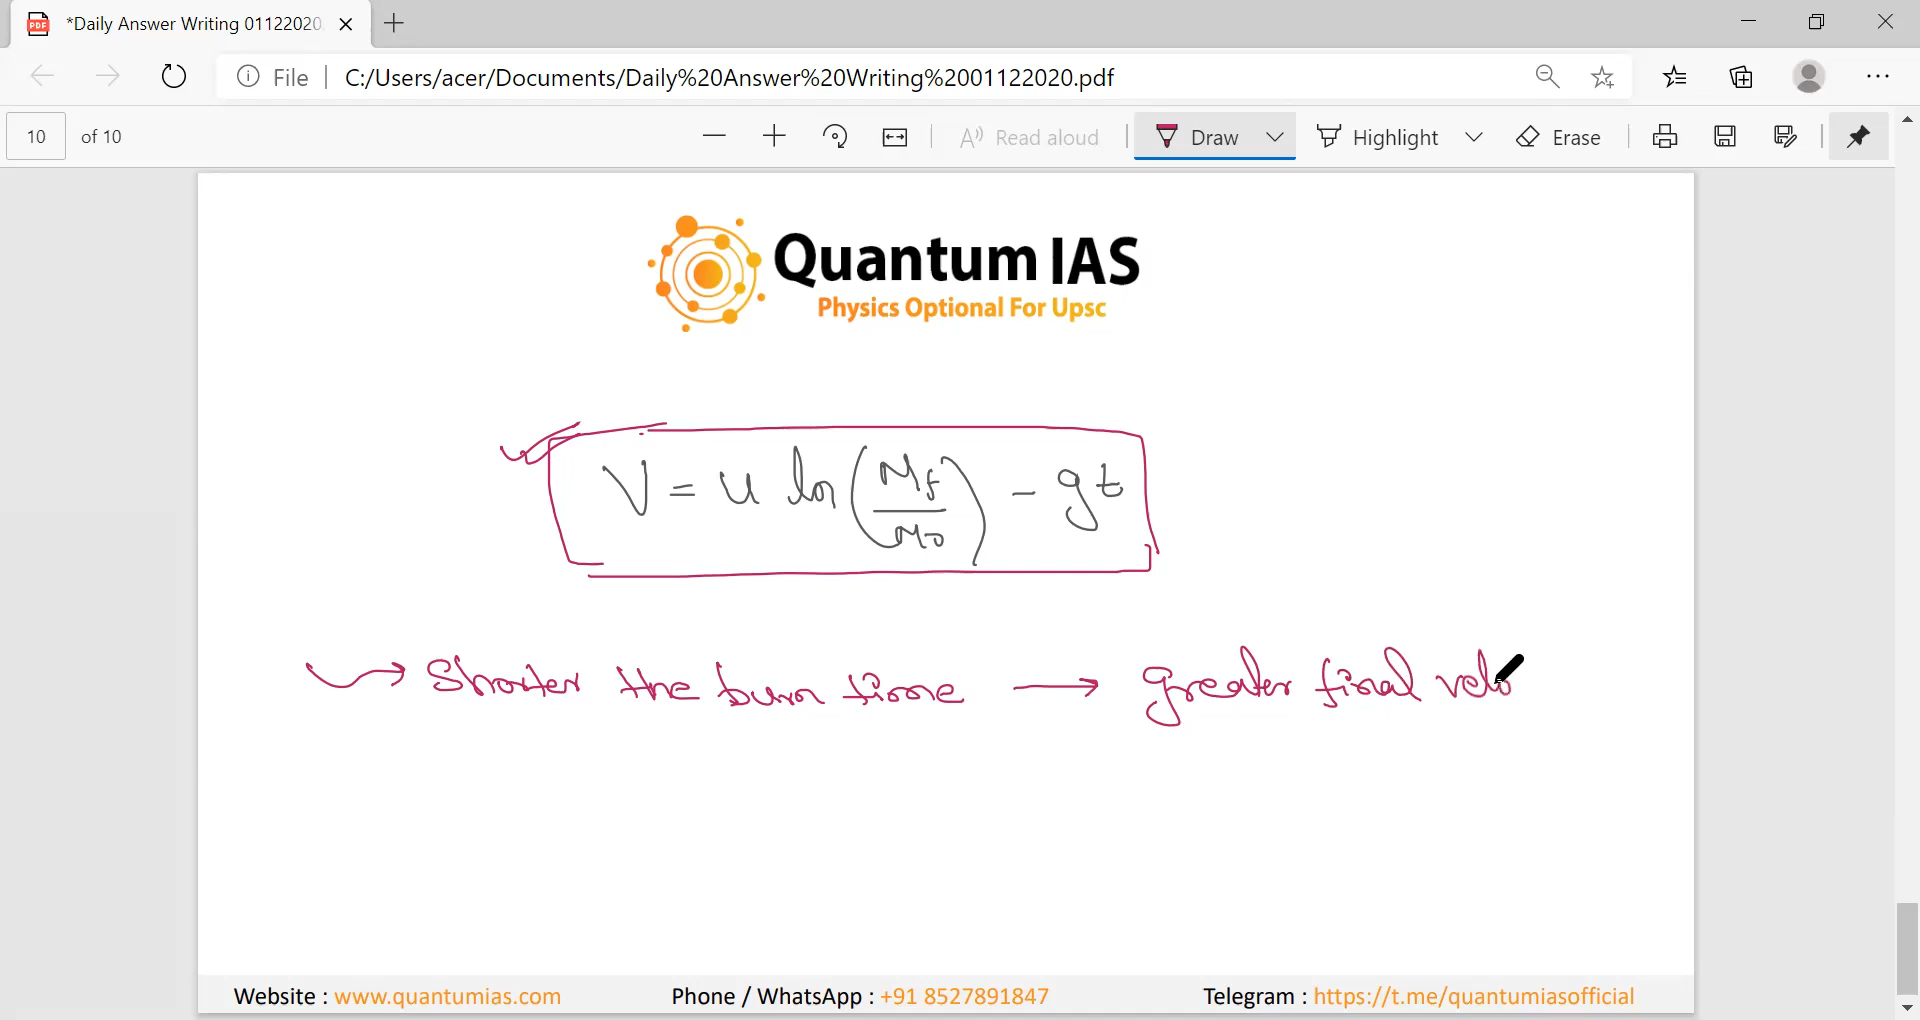 *Daily Answer Writing 01122020.
File | C:/Users/acer/Documents/Daily%20Answer%20Writing%2001122020.pdf
10 of 10 Read aloud Draw Highlight Erase
Quantum IAS
Physics Optional For Upsc
V = u ln (Mf/M0) - gt
Shorter the burn time → greater final velo
Website : www.quantumias.com Phone / WhatsApp : +91 8527891847 Telegram : https://t.me/quantumiasofficial